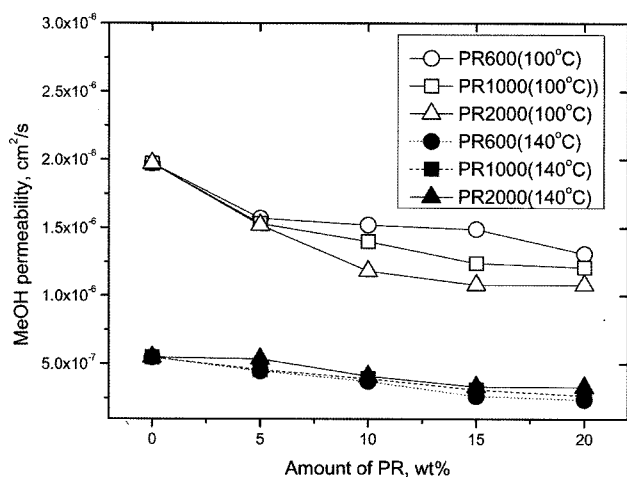 3.0x10⁻⁶
2.5x10⁻⁶
2.0x10⁻⁶
1.5x10⁻⁶
1.0x10⁻⁶
5.0x10⁻⁷
MeOH permeability, cm²/s
PR600(100°C)
PR1000(100°C))
PR2000(100°C)
PR600(140°C)
PR1000(140°C)
PR2000(140°C)
0 5 10 15 20
Amount of PR, wt%